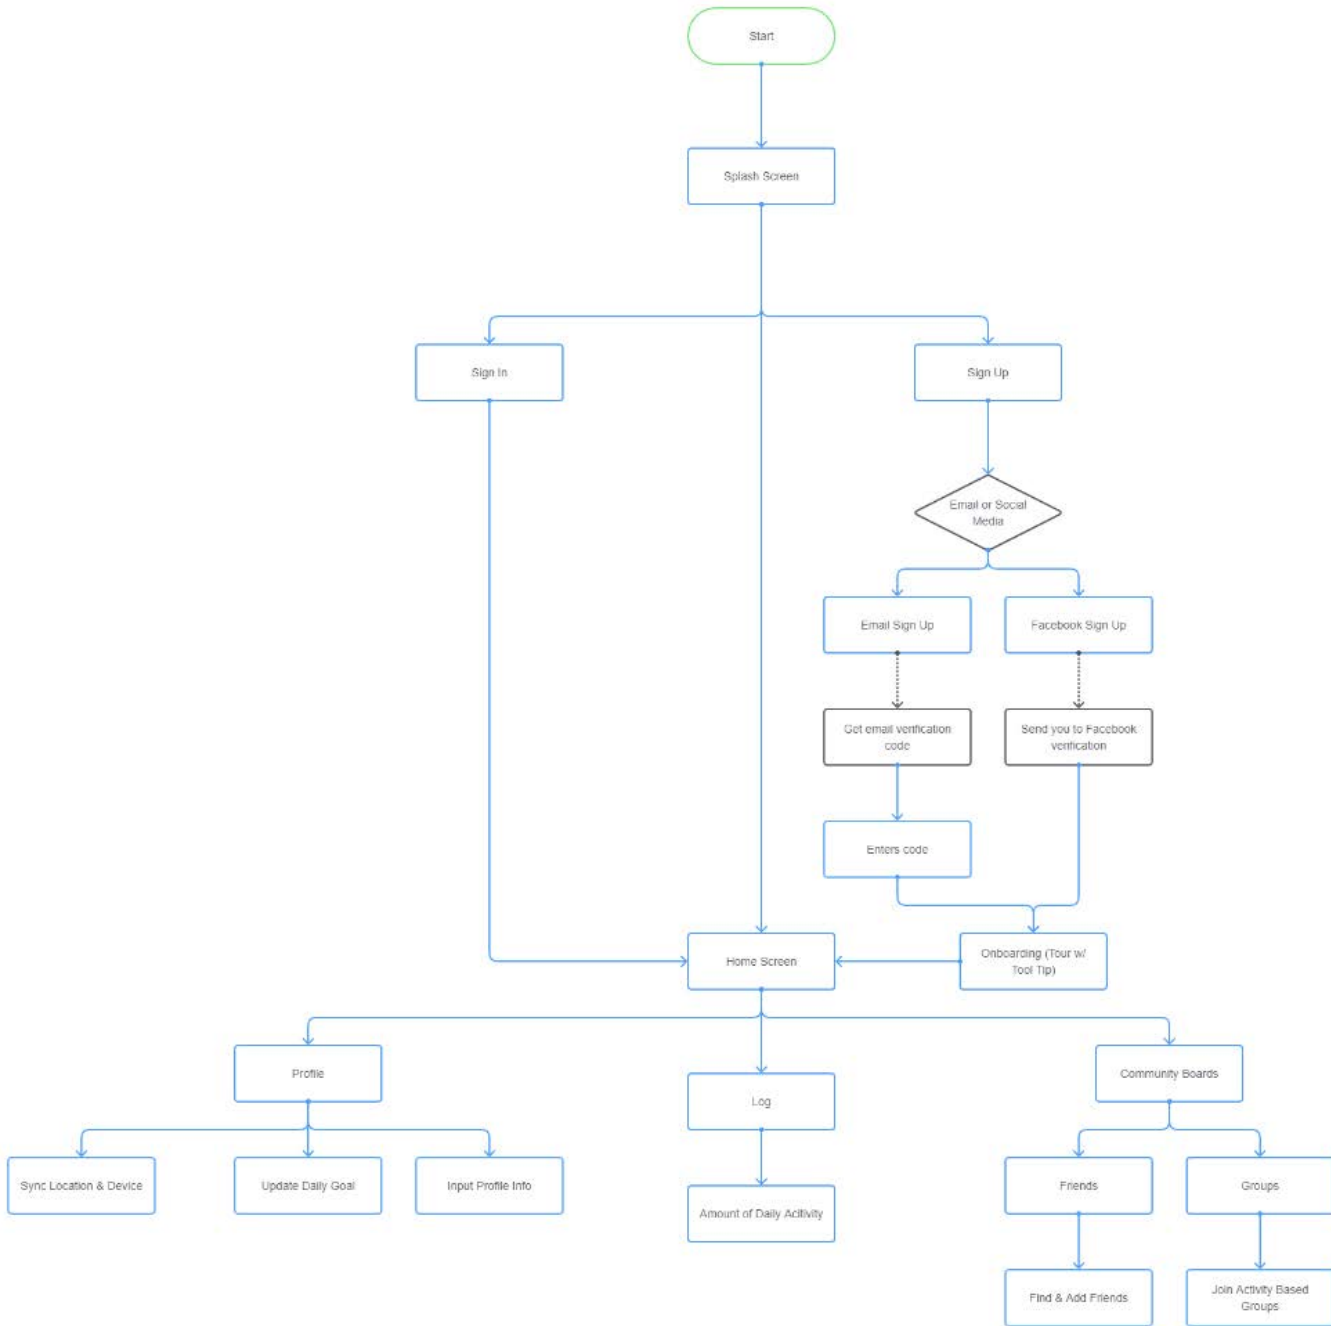 Start
Splash Screen
Sign In
Sign Up
Email or Social
Media
Email Sign Up
Facebook Sign Up
Get email verification
code
Send you to Facebook
verification
Enters code
Home Screen
Onboarding (Tour w/
Tool Tip)
Profile
Log
Community Boards
Sync Location & Device
Update Daily Goal
Input Profile Info
Amount of Daily Acitivity
Friends
Groups
Find & Add Friends
Join Activity Based
Groups